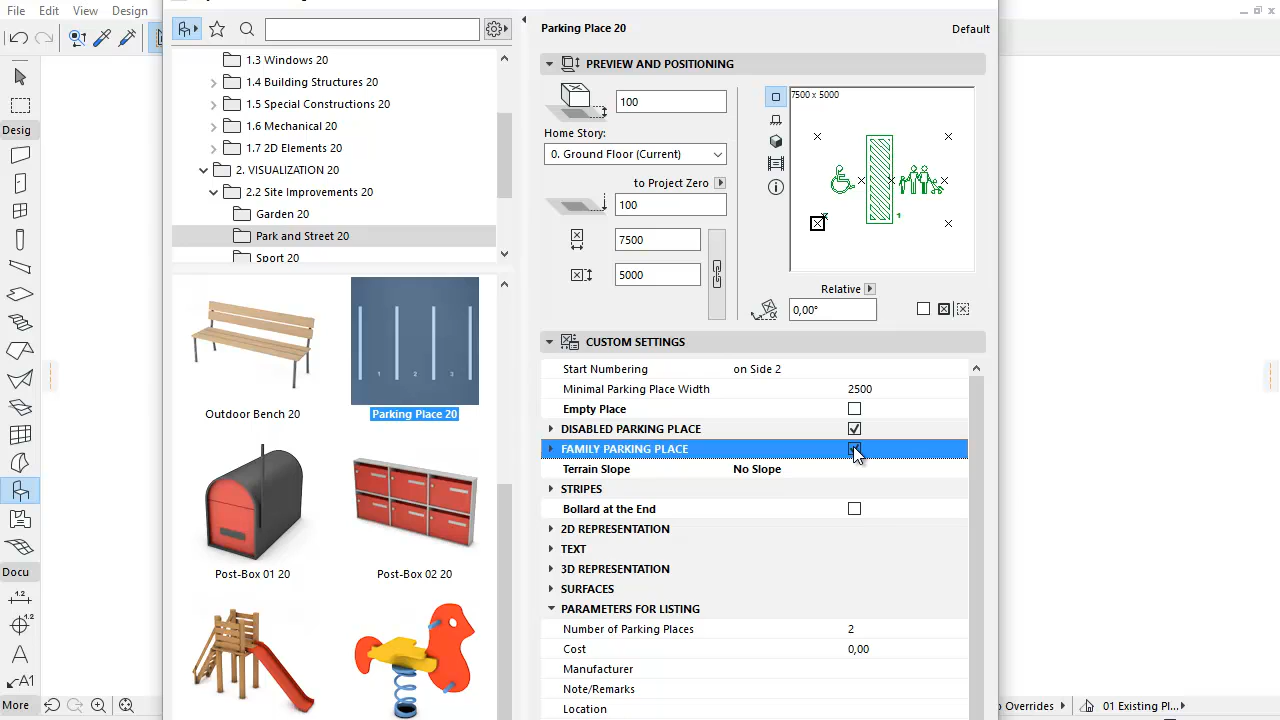 File Edit View Design
Desig
Docu
More
1.3 Windows 20
1.4 Building Structures 20
1.5 Special Constructions 20
1.6 Mechanical 20
1.7 2D Elements 20
2. VISUALIZATION 20
2.2 Site Improvements 20
Garden 20
Park and Street 20
Sport 20
Outdoor Bench 20
Parking Place 20
Post-Box 01 20
Post-Box 02 20
Parking Place 20
Default
PREVIEW AND POSITIONING
100
Home Story:
0. Ground Floor (Current)
to Project Zero
100
7500
5000
7500 x 5000
1
Relative
0,00°
CUSTOM SETTINGS
Start Numbering on Side 2
Minimal Parking Place Width 2500
Empty Place
DISABLED PARKING PLACE
FAMILY PARKING PLACE
Terrain Slope No Slope
STRIPES
Bollard at the End
2D REPRESENTATION
TEXT
3D REPRESENTATION
SURFACES
PARAMETERS FOR LISTING
Number of Parking Places 2
Cost 0,00
Manufacturer
Note/Remarks
Location
o Overrides
01 Existing Pl...